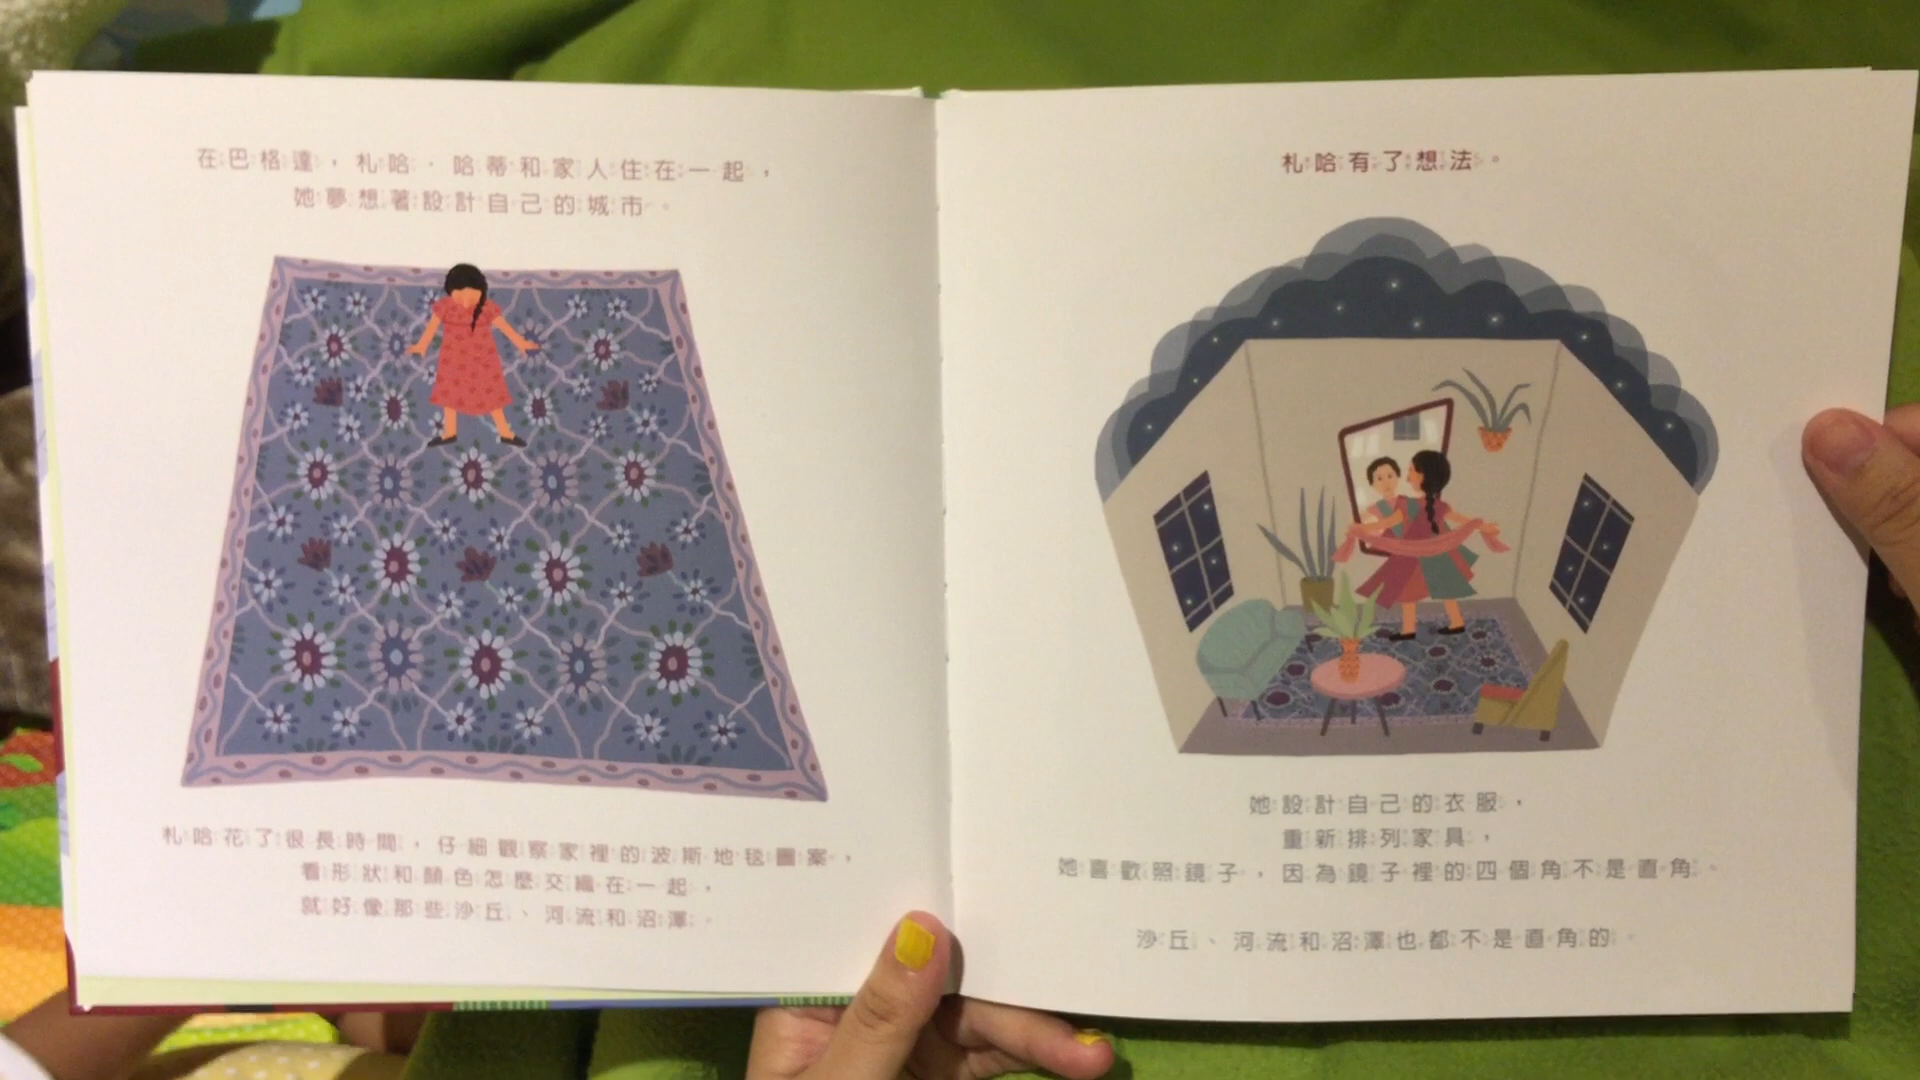 在巴格達，札哈·哈蒂和家人住在一起，
她夢想著設計自己的城市。
札哈花了很長時間，仔細觀察家裡的波斯地毯圖案，
看形狀和顏色怎麼交織在一起，
就好像那些沙丘、河流和沼澤。
札哈有了想法。
她設計自己的衣服，
重新排列家具，
她喜歡照鏡子，因為鏡子裡的四個角不是直角。
沙丘、河流和沼澤也都不是直角的。